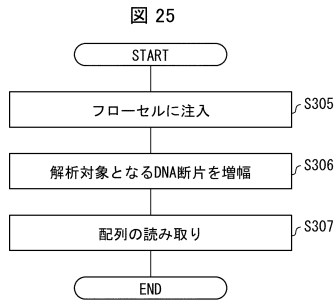 図 25
START
フローセルに注入
S305
解析対象となるDNA断片を増幅
S306
配列の読み取り
S307
END